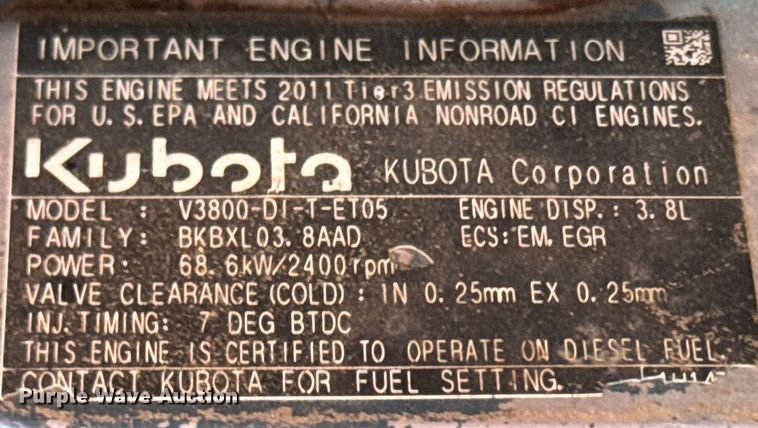 IMPORTANT ENGINE INFORMATION
THIS ENGINE MEETS 2011 Tier3 EMISSION REGULATIONS
FOR U.S. EPA AND CALIFORNIA NONROAD CI ENGINES.
Kubota KUBOTA Corporation
MODEL : V3800-DI-T-ET05 ENGINE DISP.: 3.8L
FAMILY: BKBXL03.8AAD ECS: EM, EGR
POWER: 68.6kW/2400rpm
VALVE CLEARANCE (COLD) : IN 0.25mm EX 0.25mm
INJ. TIMING: 7 DEG BTDC
THIS ENGINE IS CERTIFIED TO OPERATE ON DIESEL FUEL.
CONTACT KUBOTA FOR FUEL SETTING.
Purple Wave Auction